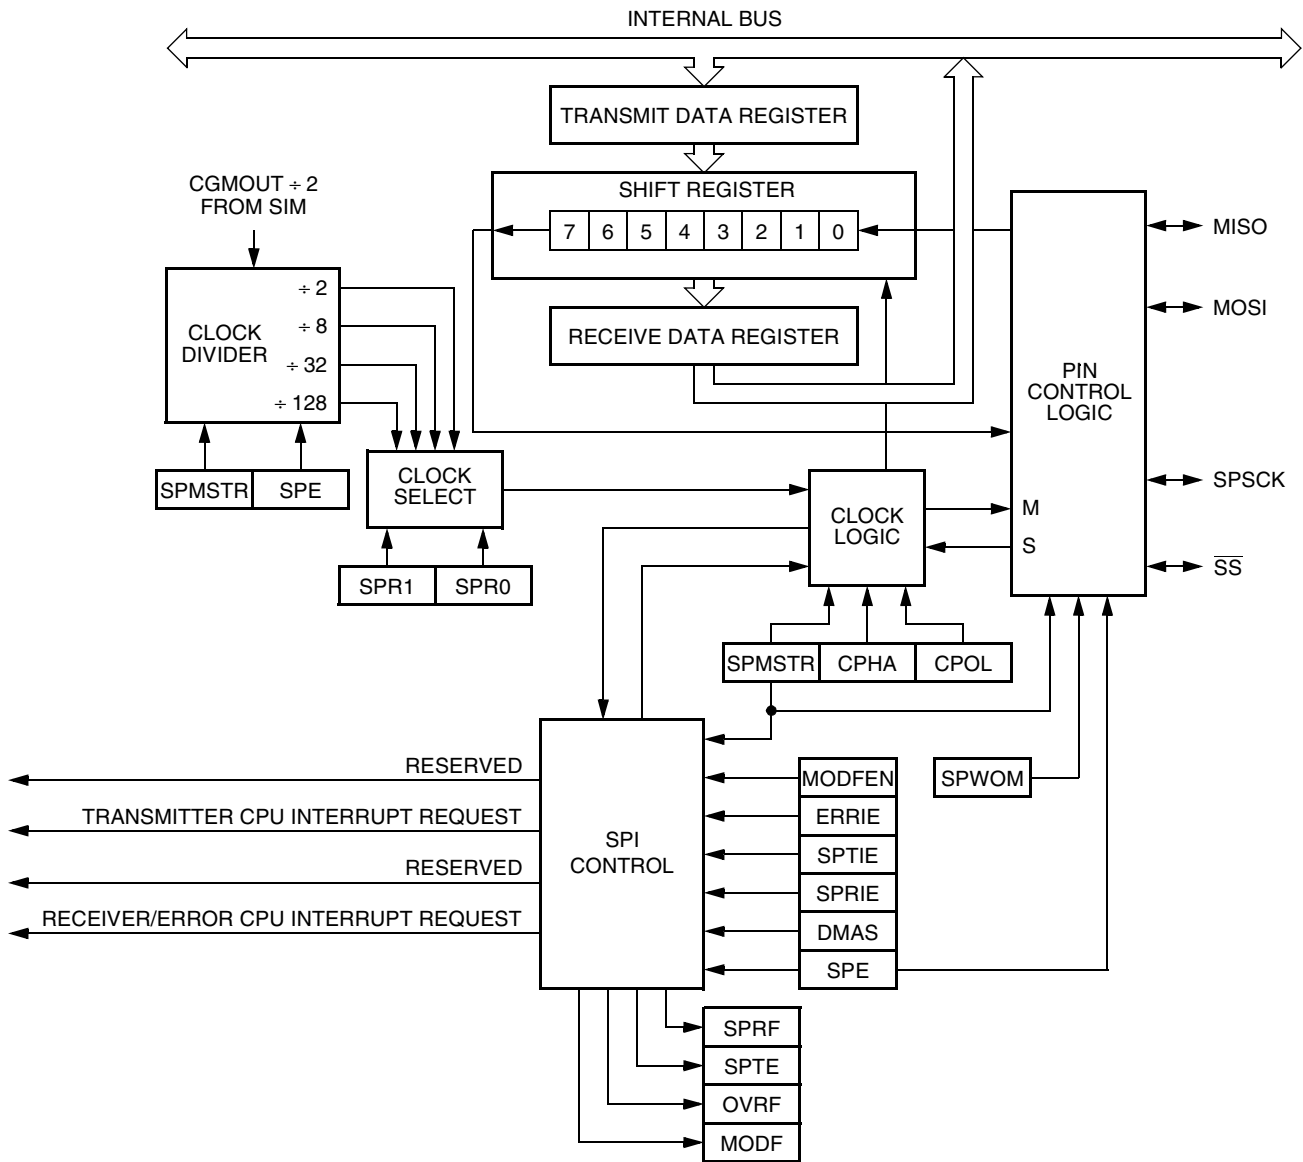 INTERNAL BUS
TRANSMIT DATA REGISTER
CGMOUT ÷ 2
FROM SIM
SHIFT REGISTER
7 6 5 4 3 2 1 0
MISO
÷ 2
÷ 8
÷ 32
÷ 128
CLOCK
DIVIDER
RECEIVE DATA REGISTER
MOSI
PIN
CONTROL
LOGIC
SPMSTR SPE
CLOCK
SELECT
SPR1 SPR0
CLOCK
LOGIC
M
S
SPSCK
SS
SPMSTR CPHA CPOL
RESERVED
TRANSMITTER CPU INTERRUPT REQUEST
RESERVED
RECEIVER/ERROR CPU INTERRUPT REQUEST
SPI
CONTROL
MODFEN
ERRIE
SPTIE
SPRIE
DMAS
SPE
SPWOM
SPRF
SPTE
OVRF
MODF